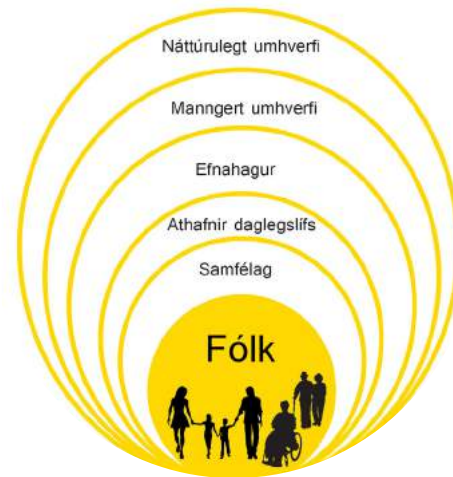 Náttúrulegt umhverfi
Manngert umhverfi
Efnahagur
Athafnir daglegslífs
Samfélag
Fólk